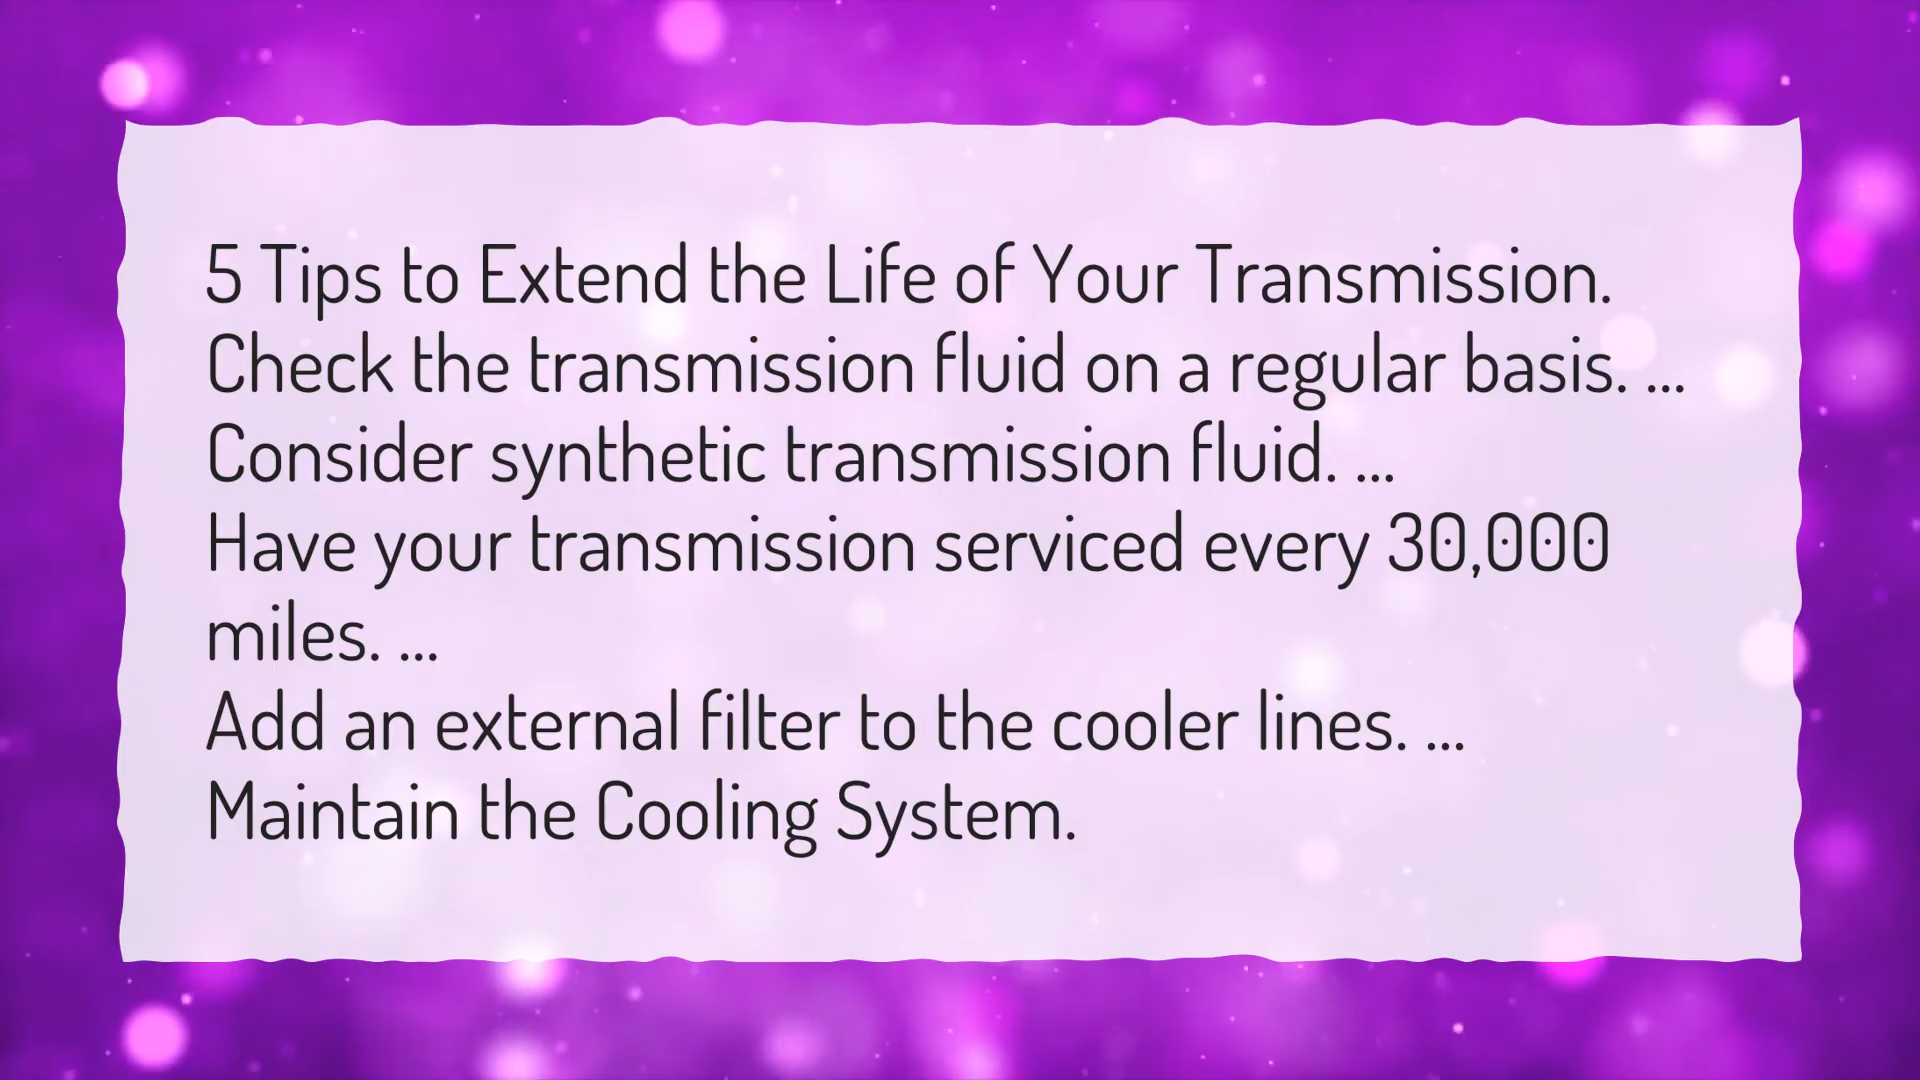 5 Tips to Extend the Life of Your Transmission.
Check the transmission fluid on a regular basis. ...
Consider synthetic transmission fluid. ...
Have your transmission serviced every 30,000
miles. ...
Add an external filter to the cooler lines. ...
Maintain the Cooling System.